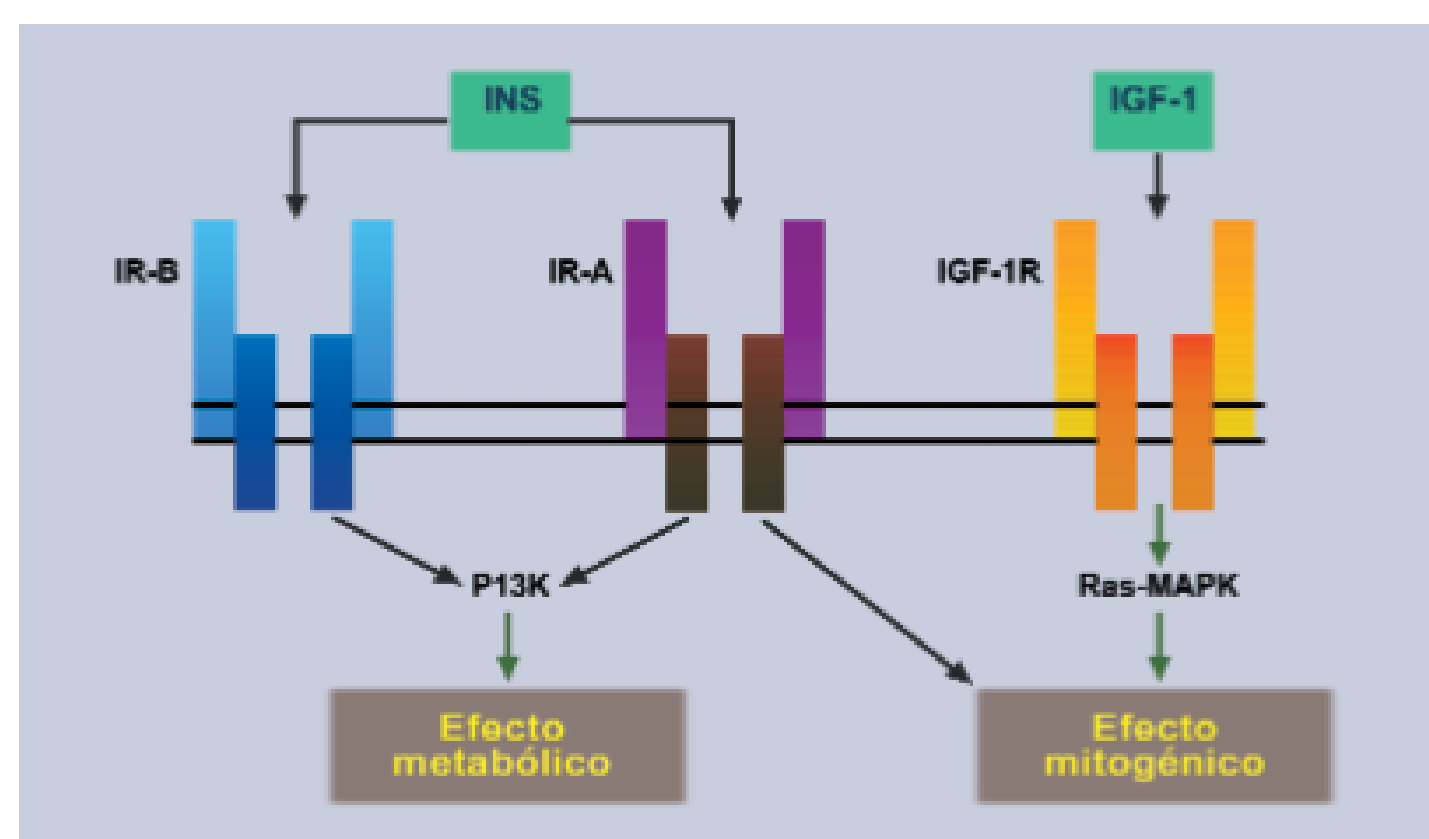 INS
IGF-1
IR-B
IR-A
IGF-1R
P13K
Ras-MAPK
Efecto
metabólico
Efecto
mitogénico